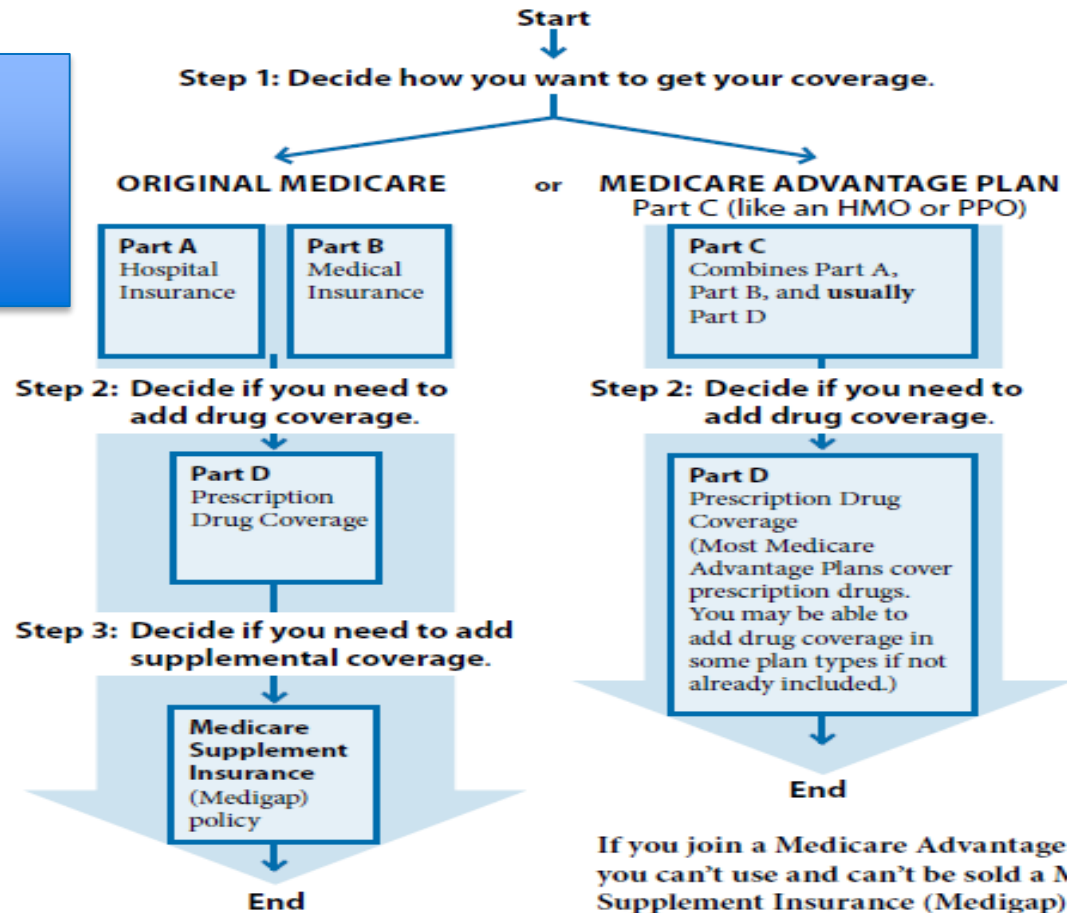 Start
Step 1: Decide how you want to get your coverage.
ORIGINAL MEDICARE or MEDICARE ADVANTAGE PLAN
Part C (like an HMO or PPO)
Part A
Hospital
Insurance
Part B
Medical
Insurance
Part C
Combines Part A,
Part B, and usually
Part D
Step 2: Decide if you need to
add drug coverage.
Part D
Prescription
Drug Coverage
Step 3: Decide if you need to add
supplemental coverage.
Medicare
Supplement
Insurance
(Medigap)
policy
End
Step 2: Decide if you need to
add drug coverage.
Part D
Prescription Drug
Coverage
(Most Medicare
Advantage Plans cover
prescription drugs.
You may be able to
add drug coverage in
some plan types if not
already included.)
End
If you join a Medicare Advantage
you can't use and can't be sold a
Supplement Insurance (Medigap)